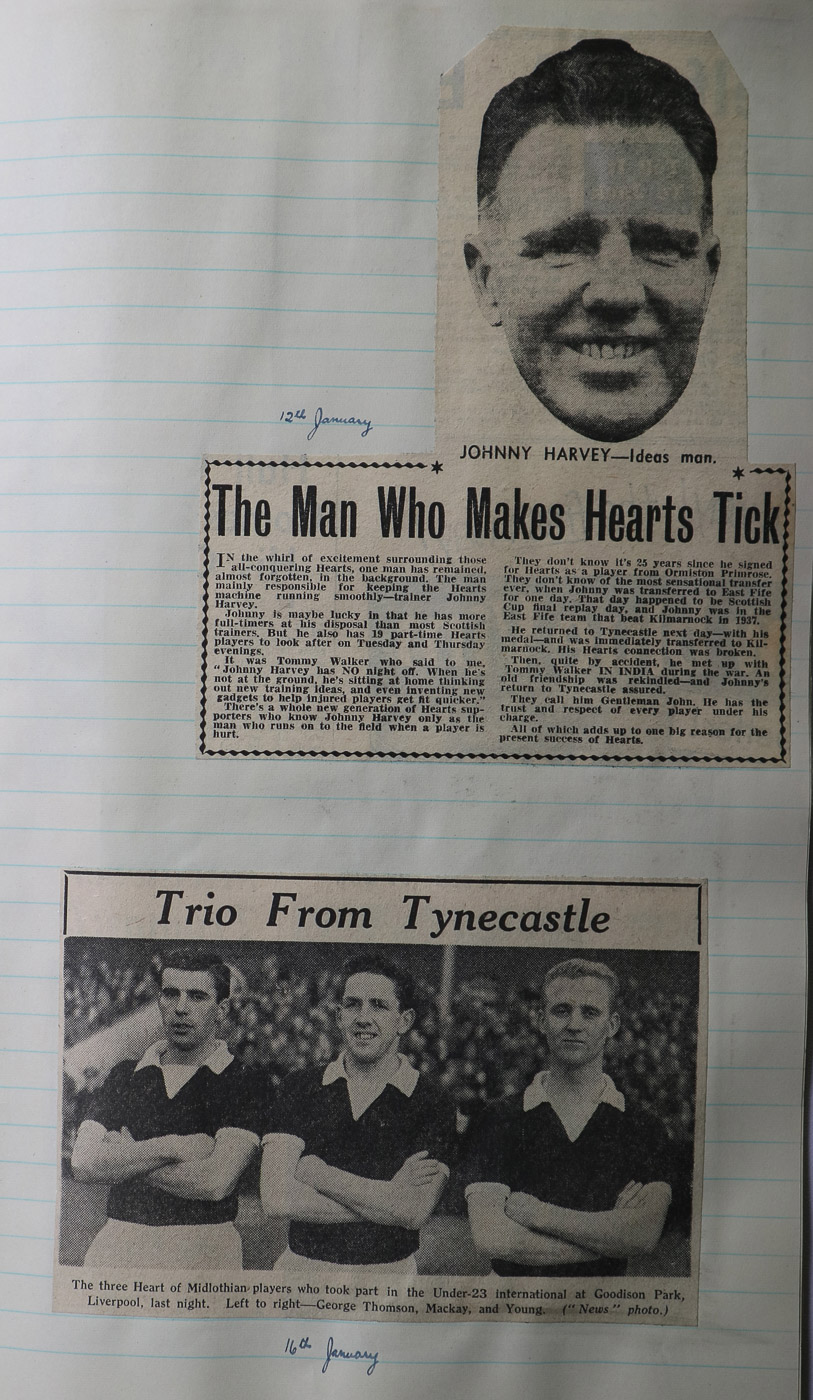 12th January
JOHNNY HARVEY—Ideas man.
The Man Who Makes Hearts Tick
IN the whirl of excitement surrounding those
all-conquering Hearts, one man has remained,
almost forgotten, in the background. The man
mainly responsible for keeping the Hearts
machine running smoothly—trainer Johnny
Harvey.
Johnny is maybe lucky in that he has more
full-timers at his disposal than most Scottish
trainers. But he also has 19 part-time Hearts
players to look after on Tuesday and Thursday
evenings.
It was Tommy Walker who said to me,
"Johnny Harvey has NO night off. When he's
not at the ground, he's sitting at home thinking
out new training ideas, and even inventing new
gadgets to help injured players get fit quicker."
There's a whole new generation of Hearts sup-
porters who know Johnny Harvey only as the
man who runs on to the field when a player is
hurt.
They don't know it's 25 years since he signed
for Hearts as a player from Ormiston Primrose.
They don't know of the most sensational transfer
ever, when Johnny was transferred to East Fife
for one day. That day happened to be Scottish
Cup final replay day, and Johnny was in the
East Fife team that beat Kilmarnock in 1937.
He returned to Tynecastle next day—with his
medal—and was immediately transferred to Kil-
marnock. His Hearts connection was broken.
Then, quite by accident, he met up with
Tommy Walker IN INDIA during the war. An
old friendship was rekindled—and Johnny's
return to Tynecastle assured.
They call him Gentleman John. He has the
trust and respect of every player under his
charge.
All of which adds up to one big reason for the
present success of Hearts.
Trio From Tynecastle
The three Heart of Midlothian players who took part in the Under-23 international at Goodison Park,
Liverpool, last night. Left to right—George Thomson, Mackay, and Young. ("News" photo.)
16th January